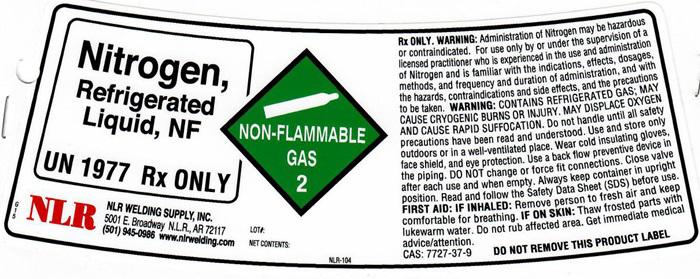 Nitrogen,
Refrigerated
Liquid, NF
UN 1977 Rx ONLY
NON-FLAMMABLE
GAS
2
G15
NLR
NLR WELDING SUPPLY, INC.
5001 E. Broadway N.L.R., AR 72117
(501) 945-0986 www.nlrwelding.com
LOT#:
NET CONTENTS:
NLR-104
Rx ONLY. WARNING: Administration of Nitrogen may be hazardous
or contraindicated. For use only by or under the supervision of a
licensed practitioner who is experienced in the use and administration
of Nitrogen and is familiar with the indications, effects, dosages,
methods, and frequency and duration of administration, and with
the hazards, contraindications and side effects, and the precautions
to be taken. WARNING: CONTAINS REFRIGERATED GAS; MAY
CAUSE CRYOGENIC BURNS OR INJURY. MAY DISPLACE OXYGEN
AND CAUSE RAPID SUFFOCATION. Do not handle until all safety
precautions have been read and understood. Use and store only
outdoors or in a well-ventilated place. Wear cold insulating gloves,
face shield, and eye protection. Use a back flow preventive device in
the piping. DO NOT change or force fit connections. Close valve
after each use and when empty. Always keep container in upright
position. Read and follow the Safety Data Sheet (SDS) before use.
FIRST AID: IF INHALED: Remove person to fresh air and keep
comfortable for breathing. IF ON SKIN: Thaw frosted parts with
lukewarm water. Do not rub affected area. Get immediate medical
advice/attention.
CAS: 7727-37-9
DO NOT REMOVE THIS PRODUCT LABEL